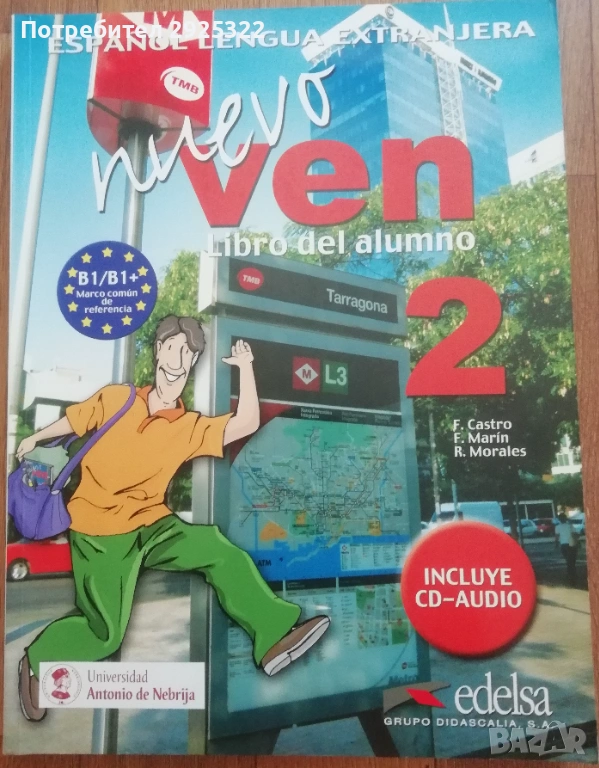 Потребител 2925322
ESPAÑOL LENGUA EXTRANJERA
TMB
nuevo
ven
Libro del alumno
2
B1/B1+
Marco común
de
referencia
TMB
Tarragona
M L3
F. Castro
F. Marín
R. Morales
INCLUYE
CD-AUDIO
Universidad
Antonio de Nebrija
edelsa
GRUPO DIDASCALIA, S.A.
BAZAR